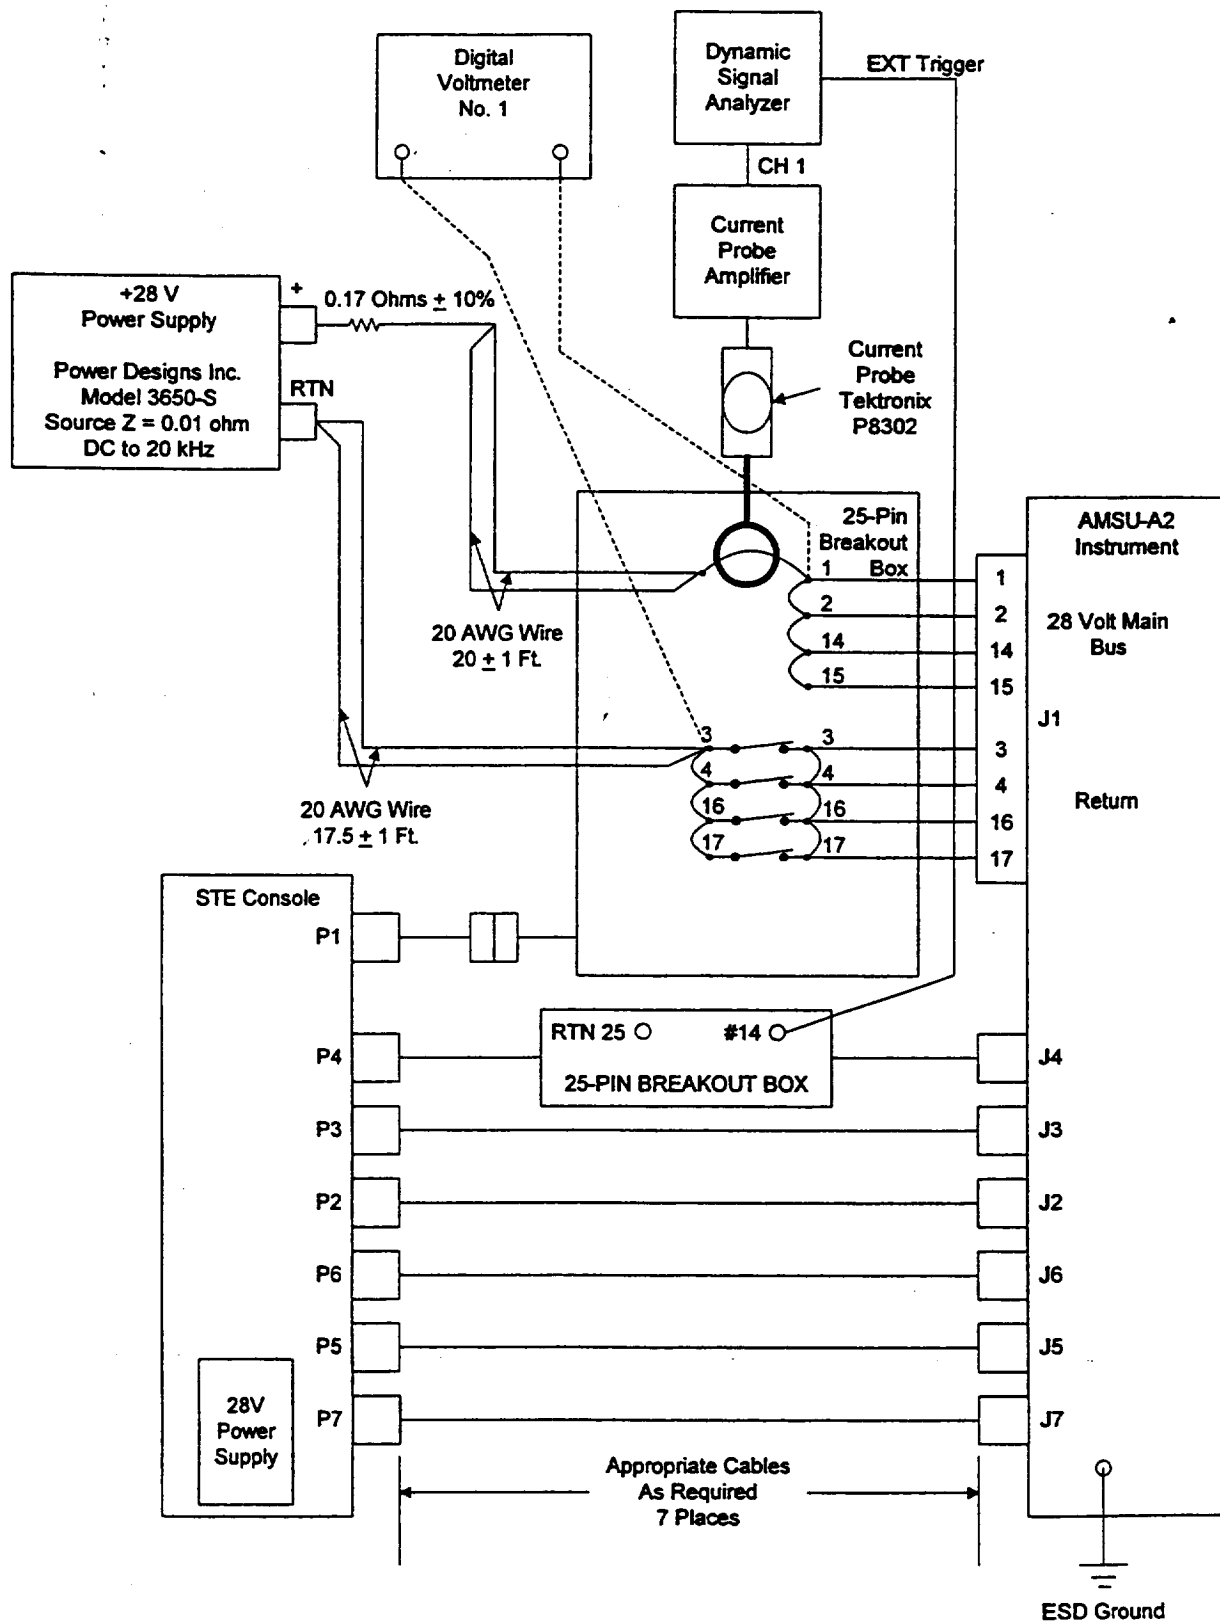 Digital
Voltmeter
No. 1
Dynamic
Signal
Analyzer
EXT Trigger
CH 1
Current
Probe
Amplifier
+28 V
Power Supply
Power Designs Inc.
Model 3650-S
Source Z = 0.01 ohm
DC to 20 kHz
+
RTN
0.17 Ohms ± 10%
Current
Probe
Tektronix
P8302
25-Pin
Breakout
Box
AMSU-A2
Instrument
1
2
14
15
1
2
14
15
28 Volt Main
Bus
J1
20 AWG Wire
20 ± 1 Ft.
3
4
16
17
3
4
16
17
3
4
16
17
Return
20 AWG Wire
17.5 ± 1 Ft.
STE Console
P1
P4
RTN 25
#14
25-PIN BREAKOUT BOX
J4
P3
J3
P2
J2
P6
J6
P5
J5
P7
J7
28V
Power
Supply
Appropriate Cables
As Required
7 Places
ESD Ground